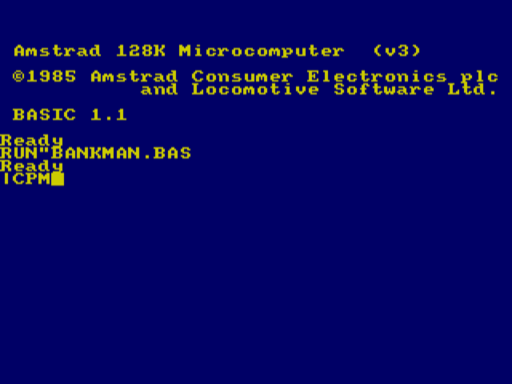 Amstrad 128K Microcomputer (v3)
©1985 Amstrad Consumer Electronics plc
and Locomotive Software Ltd.
BASIC 1.1
Ready
RUN"BANKMAN.BAS
Ready
|CPM